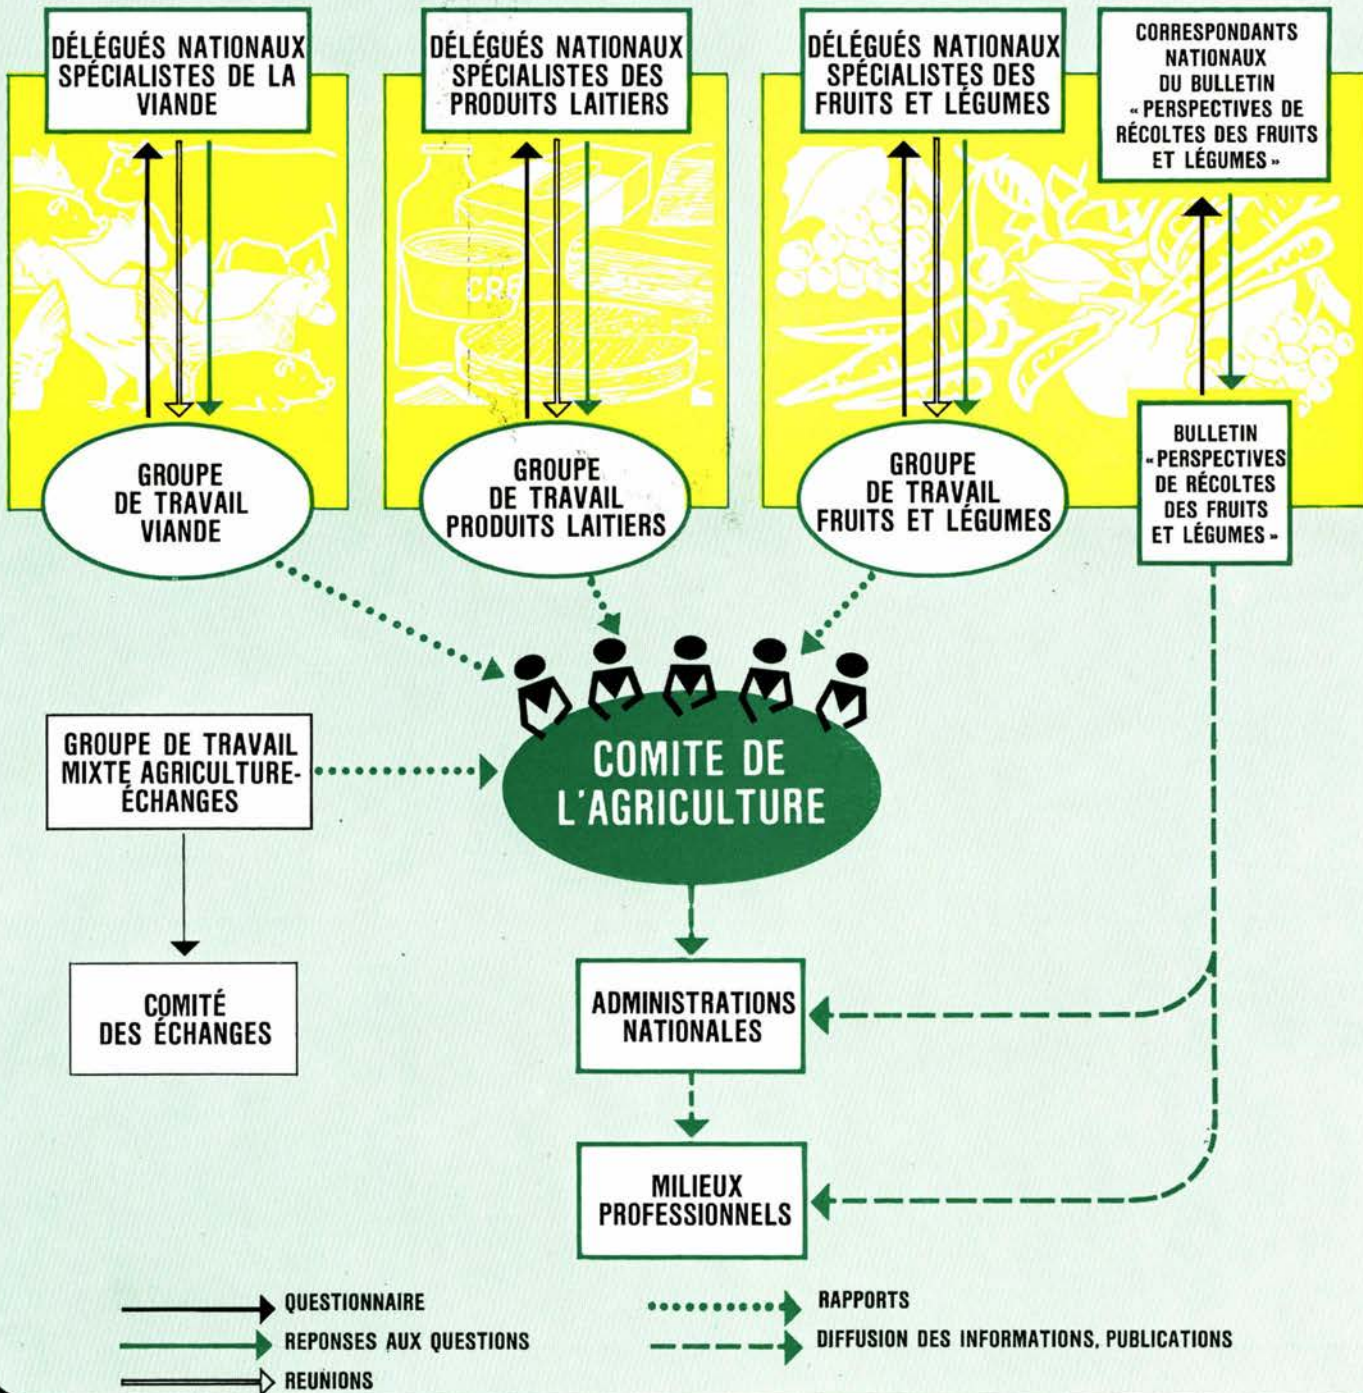 DÉLÉGUÉS NATIONAUX
SPÉCIALISTES DE LA
VIANDE
DÉLÉGUÉS NATIONAUX
SPÉCIALISTES DES
PRODUITS LAITIERS
DÉLÉGUÉS NATIONAUX
SPÉCIALISTES DES
FRUITS ET LÉGUMES
CORRESPONDANTS
NATIONAUX
DU BULLETIN
« PERSPECTIVES DE
RÉCOLTES DES FRUITS
ET LÉGUMES »
CRE
GROUPE
DE TRAVAIL
VIANDE
GROUPE
DE TRAVAIL
PRODUITS LAITIERS
GROUPE
DE TRAVAIL
FRUITS ET LÉGUMES
BULLETIN
« PERSPECTIVES
DE RÉCOLTES
DES FRUITS
ET LÉGUMES »
GROUPE DE TRAVAIL
MIXTE AGRICULTURE-
ÉCHANGES
COMITE DE
L'AGRICULTURE
COMITÉ
DES ÉCHANGES
ADMINISTRATIONS
NATIONALES
MILIEUX
PROFESSIONNELS
QUESTIONNAIRE
REPONSES AUX QUESTIONS
REUNIONS
RAPPORTS
DIFFUSION DES INFORMATIONS, PUBLICATIONS